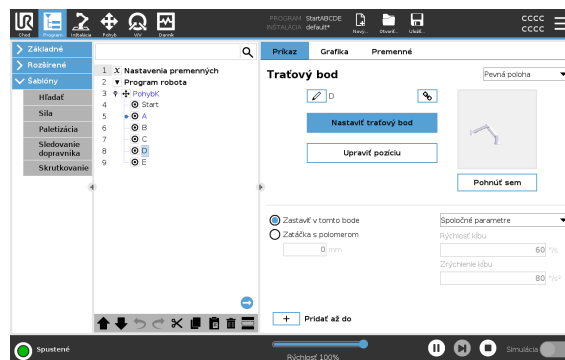 PROGRAM StartABCDE
INŠTALÁCIA default*
Chod Program Inštalácia Pohyb V/V Denník
Nový... Otvoriť... Uložiť...
CCCC
CCCC
Základné
Rozšírené
Šablóny
Hľadať
Sila
Paletizácia
Sledovanie
dopravníka
Skrutkovanie
1 X Nastavenia premenných
2 Program robota
3 PohybK
4 Start
5 A
6 B
7 C
8 D
9 E
Príkaz Grafika Premenné
Traťový bod
Pevná poloha
D
Nastaviť traťový bod
Upraviť pozíciu
Pohnúť sem
Zastaviť v tomto bode
Zatáčka s polomerom
0 mm
Spoločné parametre
Rýchlosť kĺbu
60 °/s
Zrýchlenie kĺbu
80 °/s²
+ Pridať až do
Spustené
Rýchlosť 100%
Simulácia